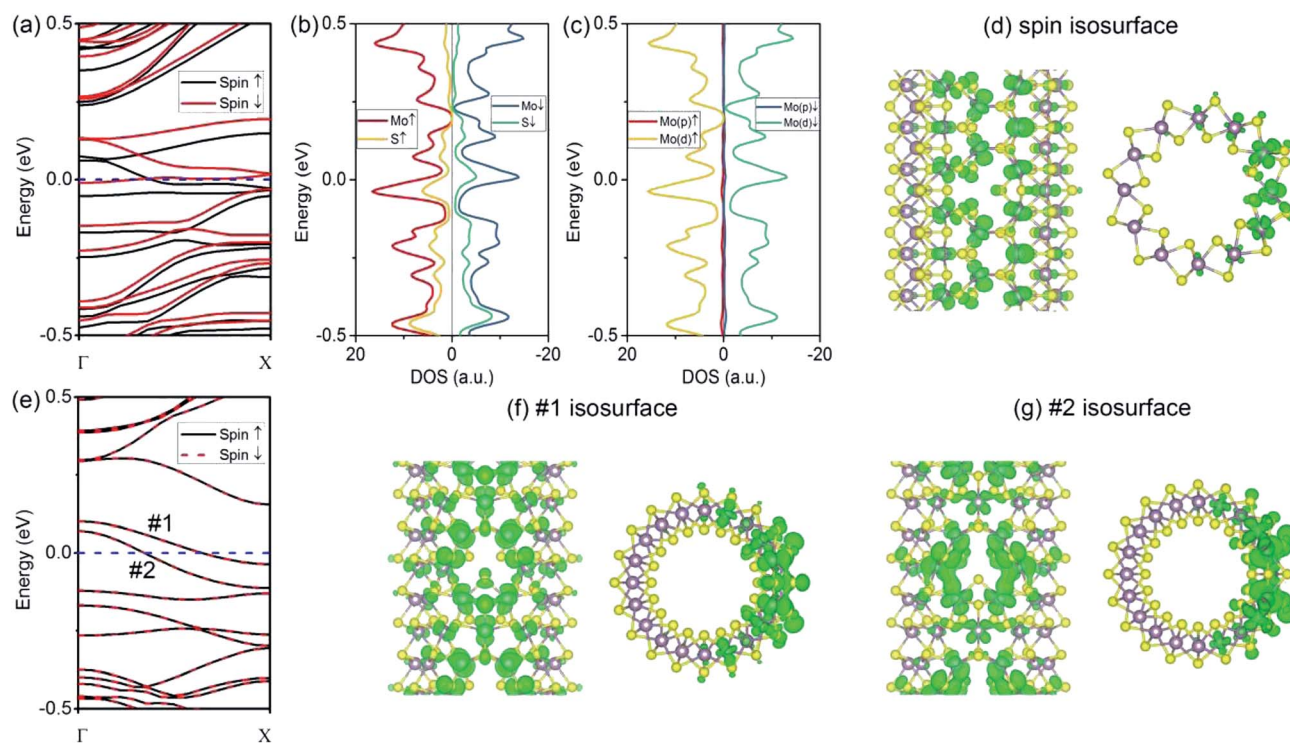 (a)
0.5
0.0
-0.5
Energy (eV)
Spin ↑
Spin ↓
Γ
X
(b)
0.5
0.0
-0.5
Energy (eV)
Mo↑
S↑
Mo↓
S↓
20
0
-20
DOS (a.u.)
(c)
0.5
0.0
-0.5
Energy (eV)
Mo(p)↑
Mo(d)↑
Mo(p)↓
Mo(d)↓
20
0
-20
DOS (a.u.)
(d) spin isosurface
(e)
0.5
0.0
-0.5
Energy (eV)
Spin ↑
Spin ↓
#1
#2
Γ
X
(f) #1 isosurface
(g) #2 isosurface